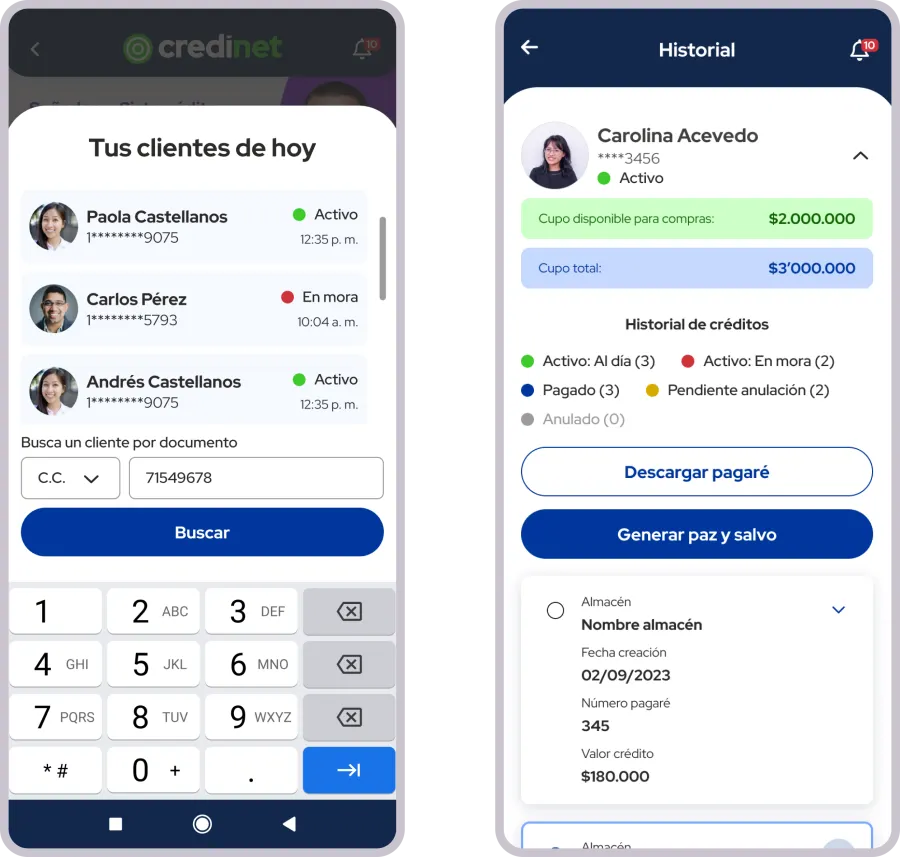 credinet
10
Tus clientes de hoy
Paola Castellanos
1********9075
Activo
12:35 p. m.
Carlos Pérez
1********5793
En mora
10:04 a. m.
Andrés Castellanos
1********9075
Activo
12:35 p. m.
Busca un cliente por documento
C.C.
71549678
Buscar
1
2 ABC
3 DEF
4 GHI
5 JKL
6 MNO
7 PQRS
8 TUV
9 WXYZ
* #
0 +
.
Historial
10
Carolina Acevedo
****3456
Activo
Cupo disponible para compras: $2.000.000
Cupo total: $3’000.000
Historial de créditos
Activo: Al día (3) Activo: En mora (2)
Pagado (3) Pendiente anulación (2)
Anulado (0)
Descargar pagaré
Generar paz y salvo
Almacén
Nombre almacén
Fecha creación
02/09/2023
Número pagaré
345
Valor crédito
$180.000
Almacén